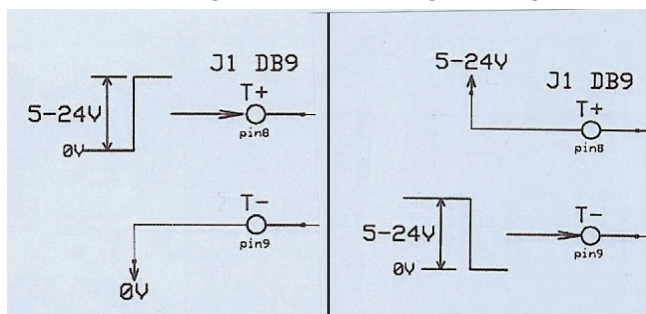 J1 DB9
T+
5-24V
0V
pin8
T-
pin9
0V
5-24V
J1 DB9
T+
pin8
T-
5-24V
0V
pin9